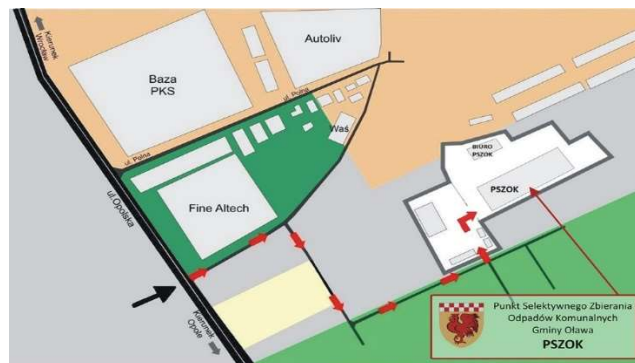 Kierunek
Wrocław
Baza
PKS
Autoliv
ul. Polna
ul. Polna
Waś
Fine Altech
ul.Opolska
Kierunek
Opole
BIURO
PSZOK
PSZOK
Punkt Selektywnego Zbierania
Odpadów Komunalnych
Gminy Oława
PSZOK